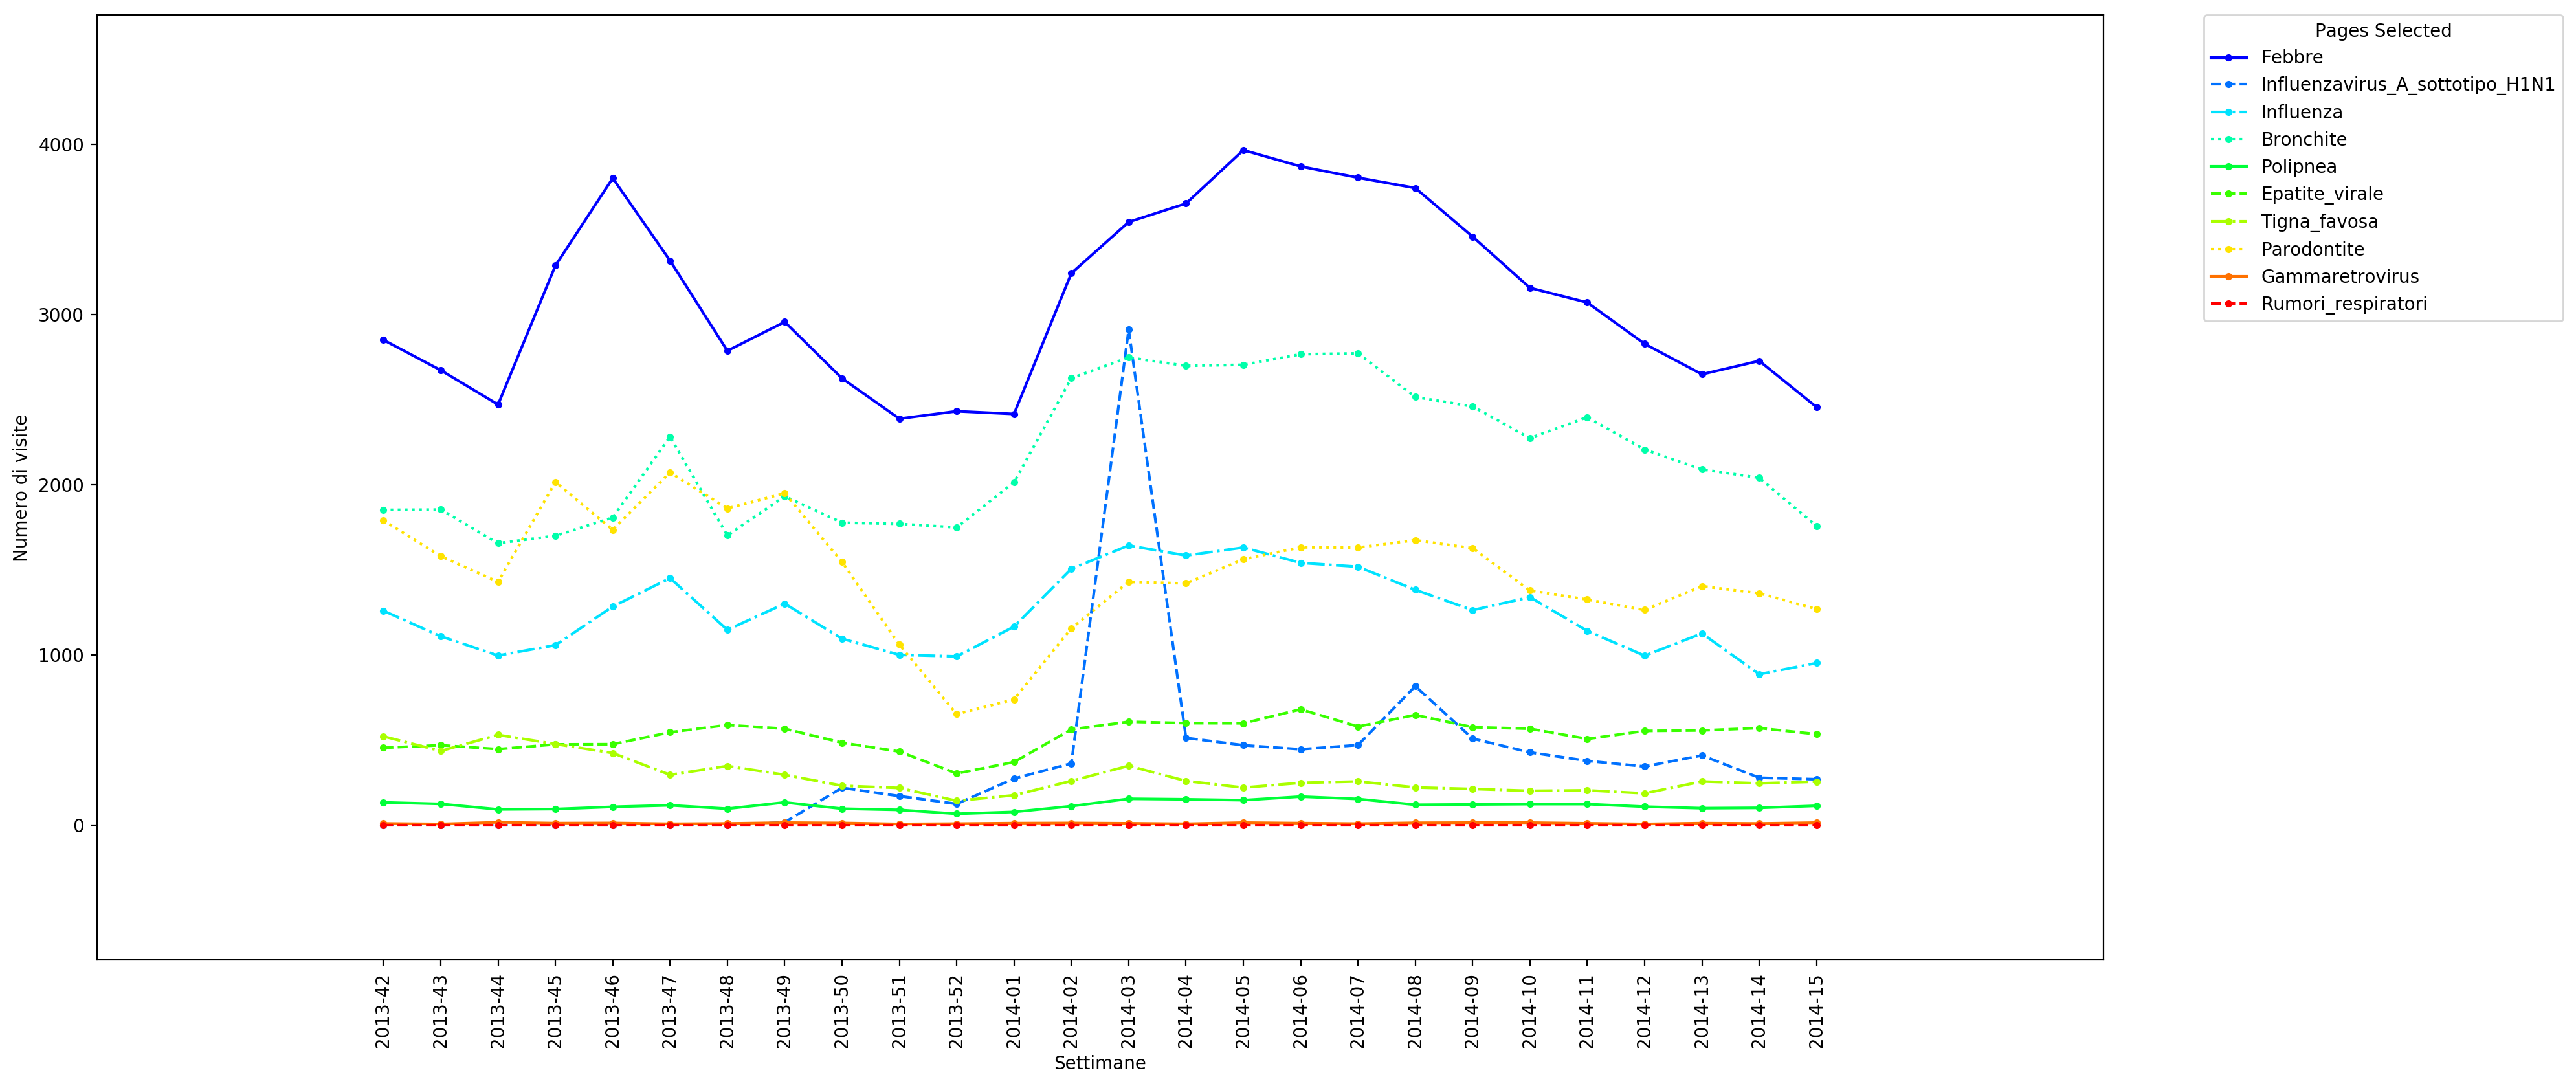 Pages Selected
Febbre
Influenzavirus_A_sottotipo_H1N1
Influenza
Bronchite
Polipnea
Epatite_virale
Tigna_favosa
Parodontite
Gammaretrovirus
Rumori_respiratori
Numero di visite
4000
3000
2000
1000
0
2013-42
2013-43
2013-44
2013-45
2013-46
2013-47
2013-48
2013-49
2013-50
2013-51
2013-52
2014-01
2014-02
2014-03
2014-04
2014-05
2014-06
2014-07
2014-08
2014-09
2014-10
2014-11
2014-12
2014-13
2014-14
2014-15
Settimane